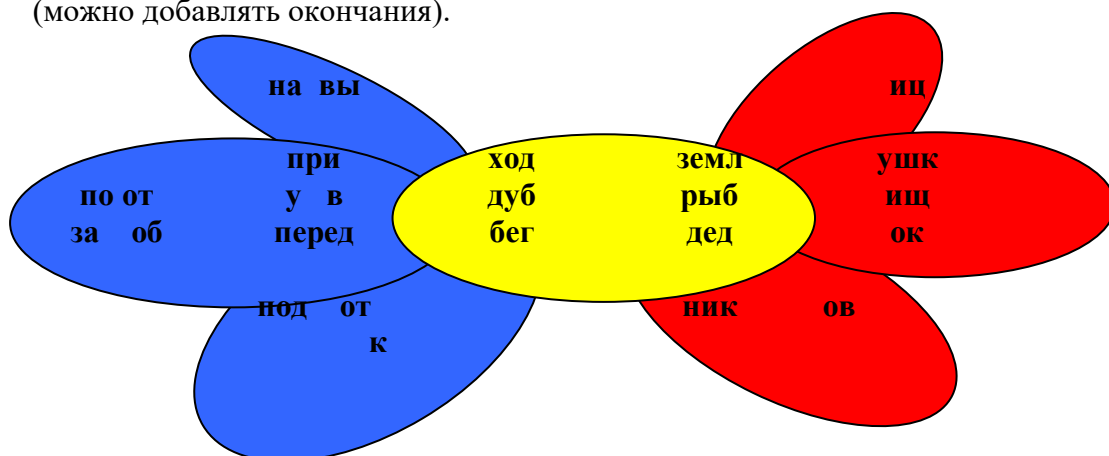 (можно добавлять окончания).
на вы иц
при ход земл ушк
по от у в дуб рыб ищ
за об перед бег дед ок
под от ник ов
к